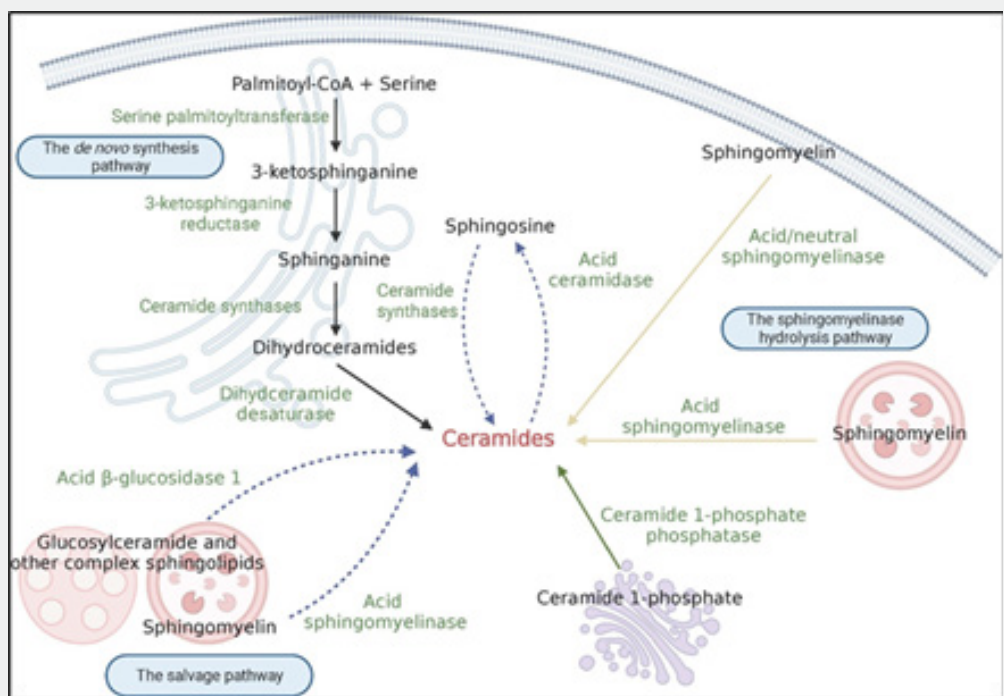 Palmitoyl-CoA + Serine
Serine palmitoyltransferase
The de novo synthesis
pathway
3-ketosphinganine
3-ketosphinganine
reductase
Sphinganine
Ceramide synthases
Dihydroceramides
Dihydceramide
desaturase
Sphingosine
Ceramide
synthases
Acid
ceramidase
Sphingomyelin
Acid/neutral
sphingomyelinase
The sphingomyelinase
hydrolysis pathway
Acid
sphingomyelinase
Sphingomyelin
Ceramides
Acid β-glucosidase 1
Glucosylceramide and
other complex sphingolipids
Sphingomyelin
Acid
sphingomyelinase
The salvage pathway
Ceramide 1-phosphate
phosphatase
Ceramide 1-phosphate